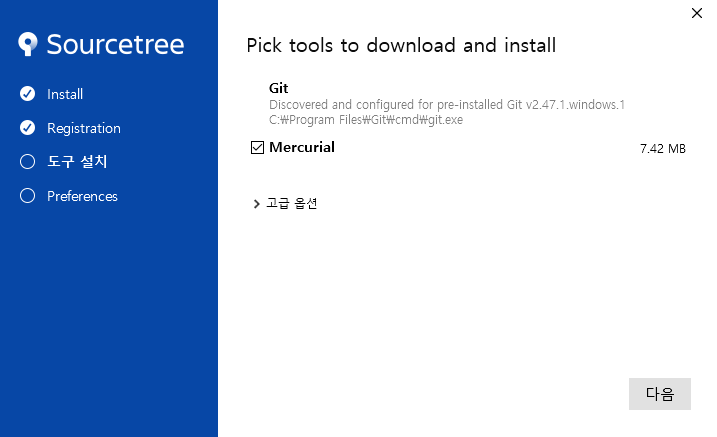 Sourcetree
Install
Registration
도구 설치
Preferences
Pick tools to download and install
Git
Discovered and configured for pre-installed Git v2.47.1.windows.1
C:₩Program Files₩Git₩cmd₩git.exe
Mercurial 7.42 MB
고급 옵션
다음